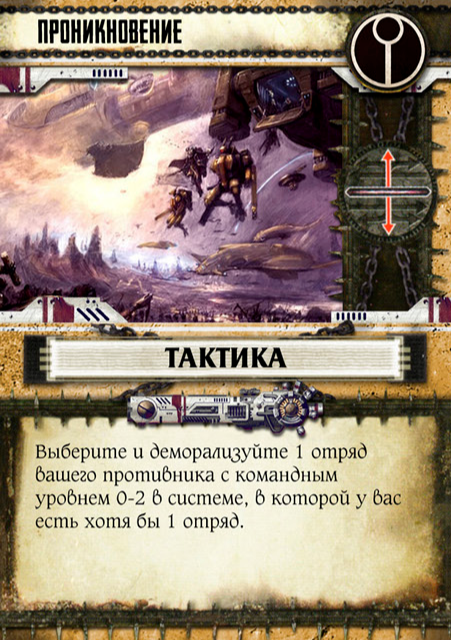 ПРОНИКНОВЕНИЕ
ТАКТИКА
Выберите и деморализуйте 1 отряд
вашего противника с командным
уровнем 0-2 в системе, в которой у вас
есть хотя бы 1 отряд.